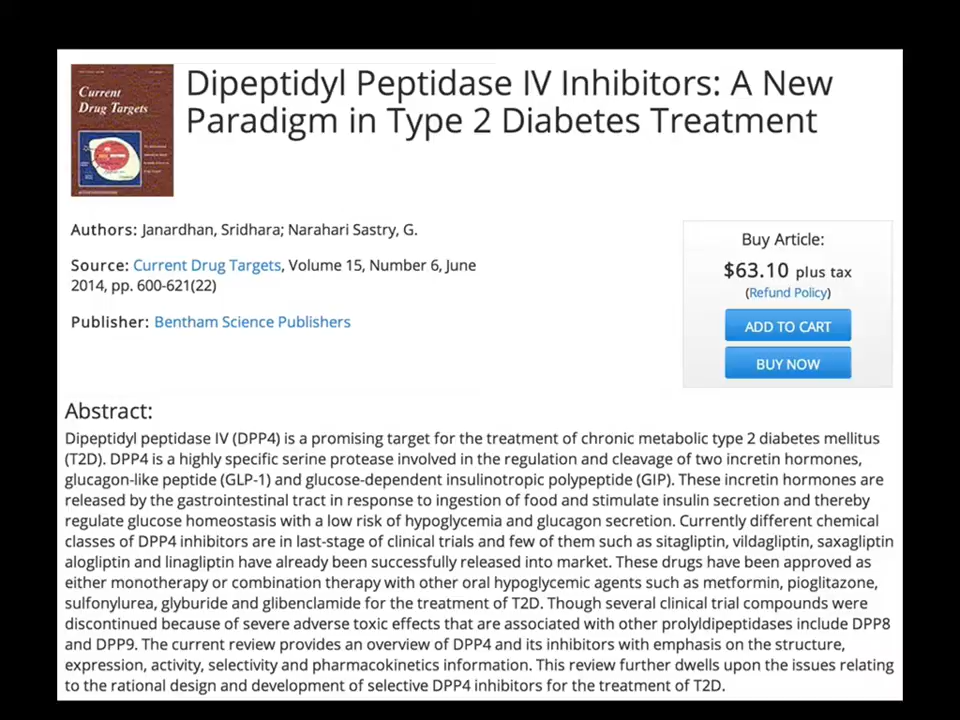 Dipeptidyl Peptidase IV Inhibitors: A New
Paradigm in Type 2 Diabetes Treatment
Current
Drug Targets
Authors: Janardhan, Sridhara; Narahari Sastry, G.
Source: Current Drug Targets, Volume 15, Number 6, June
2014, pp. 600-621(22)
Publisher: Bentham Science Publishers
Buy Article:
$63.10 plus tax
(Refund Policy)
ADD TO CART
BUY NOW
Abstract:
Dipeptidyl peptidase IV (DPP4) is a promising target for the treatment of chronic metabolic type 2 diabetes mellitus
(T2D). DPP4 is a highly specific serine protease involved in the regulation and cleavage of two incretin hormones,
glucagon-like peptide (GLP-1) and glucose-dependent insulinotropic polypeptide (GIP). These incretin hormones are
released by the gastrointestinal tract in response to ingestion of food and stimulate insulin secretion and thereby
regulate glucose homeostasis with a low risk of hypoglycemia and glucagon secretion. Currently different chemical
classes of DPP4 inhibitors are in last-stage of clinical trials and few of them such as sitagliptin, vildagliptin, saxagliptin
alogliptin and linagliptin have already been successfully released into market. These drugs have been approved as
either monotherapy or combination therapy with other oral hypoglycemic agents such as metformin, pioglitazone,
sulfonylurea, glyburide and glibenclamide for the treatment of T2D. Though several clinical trial compounds were
discontinued because of severe adverse toxic effects that are associated with other prolyldipeptidases include DPP8
and DPP9. The current review provides an overview of DPP4 and its inhibitors with emphasis on the structure,
expression, activity, selectivity and pharmacokinetics information. This review further dwells upon the issues relating
to the rational design and development of selective DPP4 inhibitors for the treatment of T2D.